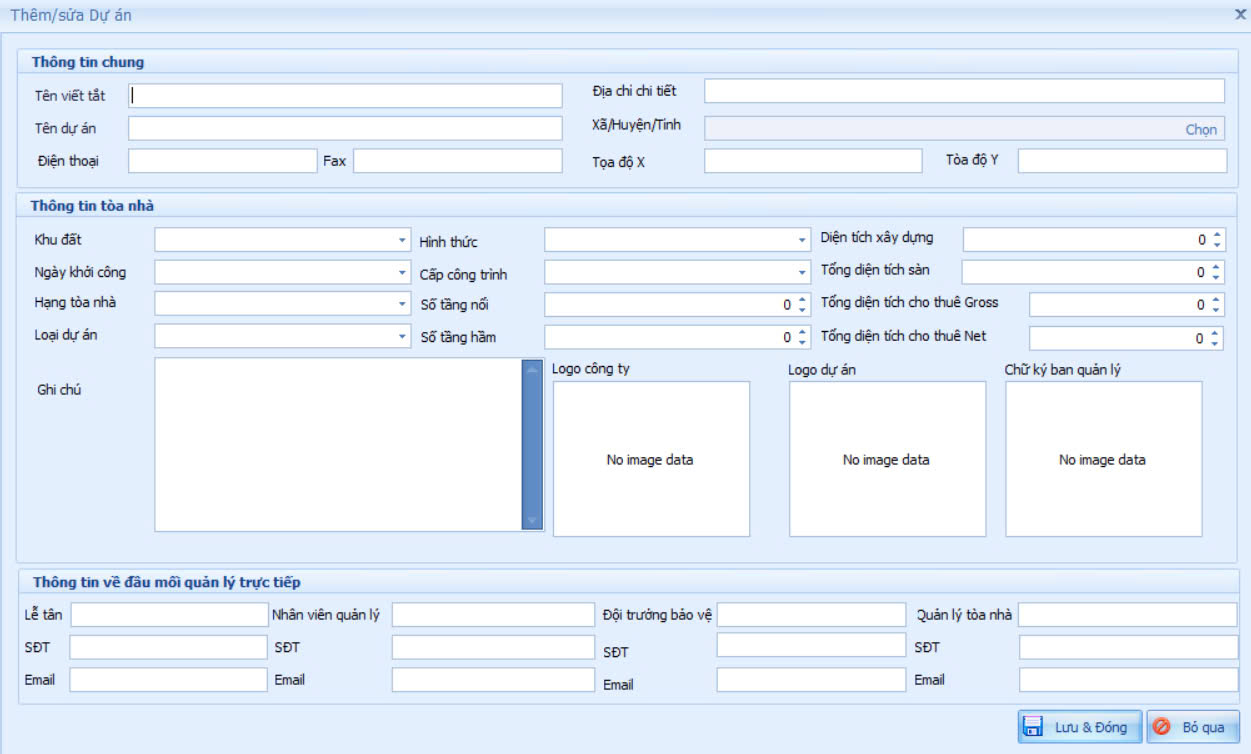 Thêm/sửa Dự án
x
Thông tin chung
Tên viết tắt
Địa chỉ chi tiết
Tên dự án
Xã/Huyện/Tỉnh
Chọn
Điện thoại
Fax
Tọa độ X
Tòa độ Y
Thông tin tòa nhà
Khu đất
Hình thức
Diện tích xây dựng
0
Ngày khởi công
Cấp công trình
Tổng diện tích sàn
0
Hạng tòa nhà
Số tầng nổi
0
Tổng diện tích cho thuê Gross
0
Loại dự án
Số tầng hầm
0
Tổng diện tích cho thuê Net
0
Ghi chú
Logo công ty
Logo dự án
Chữ ký ban quản lý
No image data
No image data
No image data
Thông tin về đầu mối quản lý trực tiếp
Lễ tân
Nhân viên quản lý
Đội trưởng bảo vệ
Quản lý tòa nhà
SĐT
SĐT
SĐT
SĐT
Email
Email
Email
Email
Lưu & Đóng
Bỏ qua